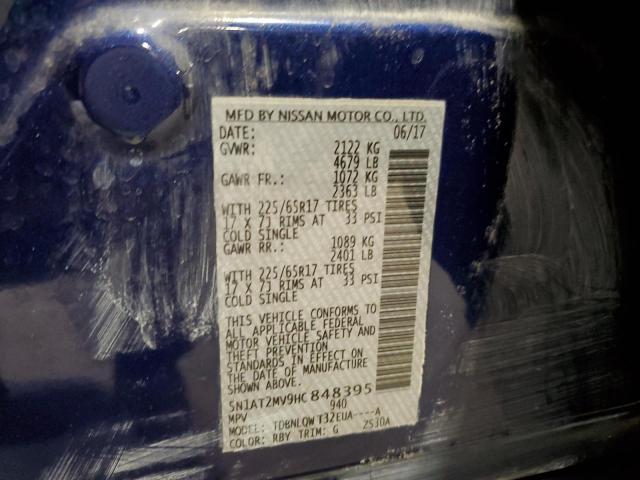 MFD BY NISSAN MOTOR CO., LTD.
DATE: 06/17
GVWR: 2122 KG
4679 LB
GAWR FR.: 1072 KG
2363 LB
WITH 225/65R17 TIRES
17 X 7J RIMS AT 33 PSI
COLD SINGLE
GAWR RR.: 1089 KG
2401 LB
WITH 225/65R17 TIRES
17 X 7J RIMS AT 33 PSI
COLD SINGLE
THIS VEHICLE CONFORMS TO
ALL APPLICABLE FEDERAL
MOTOR VEHICLE SAFETY AND
THEFT PREVENTION
STANDARDS IN EFFECT ON
THE DATE OF MANUFACTURE
SHOWN ABOVE.
5N1AT2MV9HC848395
MPV 940
MODEL: TDBNLQWT32EUA----A
COLOR: RBY TRIM: G ZS30A